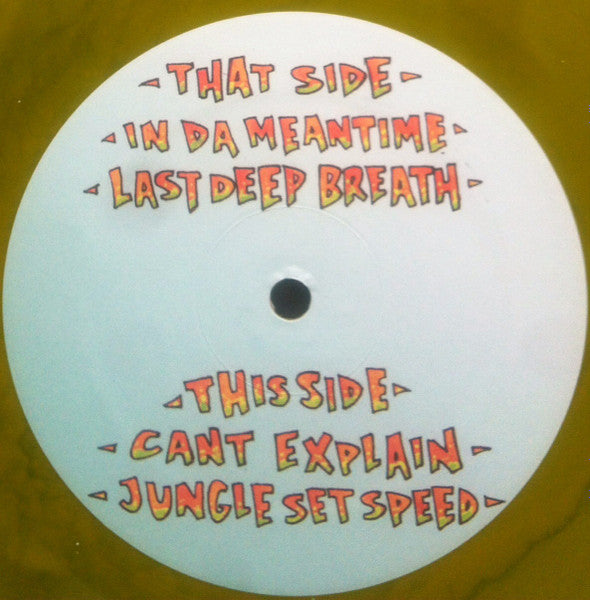 THAT SIDE
IN DA MEANTIME
LAST DEEP BREATH
THIS SIDE
CANT EXPLAIN
JUNGLE SET SPEED